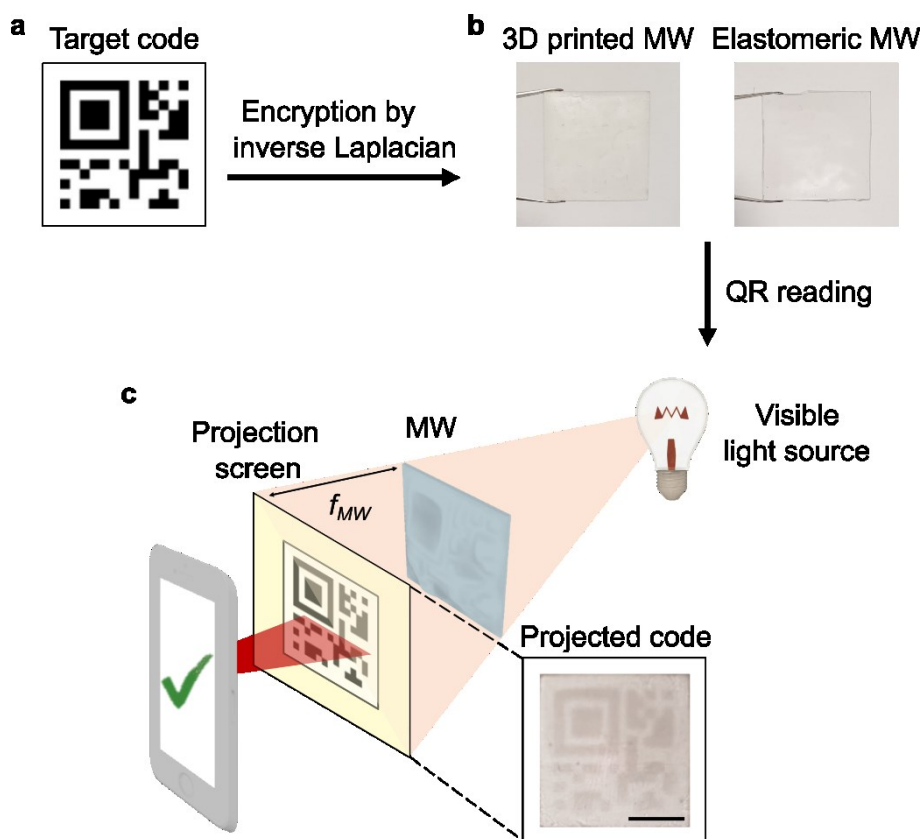 a
Target code
Encryption by
inverse Laplacian
b
3D printed MW
Elastomeric MW
QR reading
c
Projection
screen
MW
f_MW
Visible
light source
Projected code